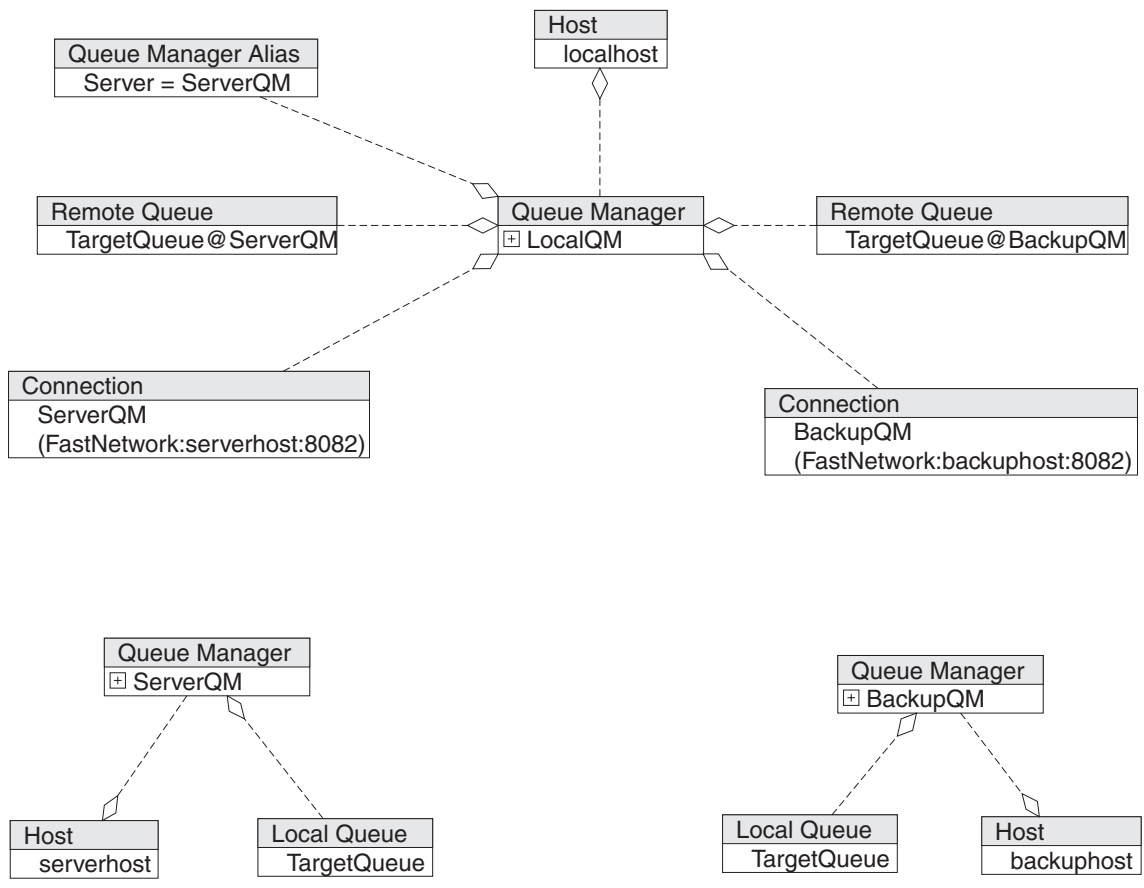 Host
localhost
Queue Manager Alias
Server = ServerQM
Remote Queue
TargetQueue@ServerQM
Queue Manager
+ LocalQM
Remote Queue
TargetQueue@BackupQM
Connection
ServerQM
(FastNetwork:serverhost:8082)
Connection
BackupQM
(FastNetwork:backuphost:8082)
Queue Manager
+ ServerQM
Host
serverhost
Local Queue
TargetQueue
Queue Manager
+ BackupQM
Local Queue
TargetQueue
Host
backuphost